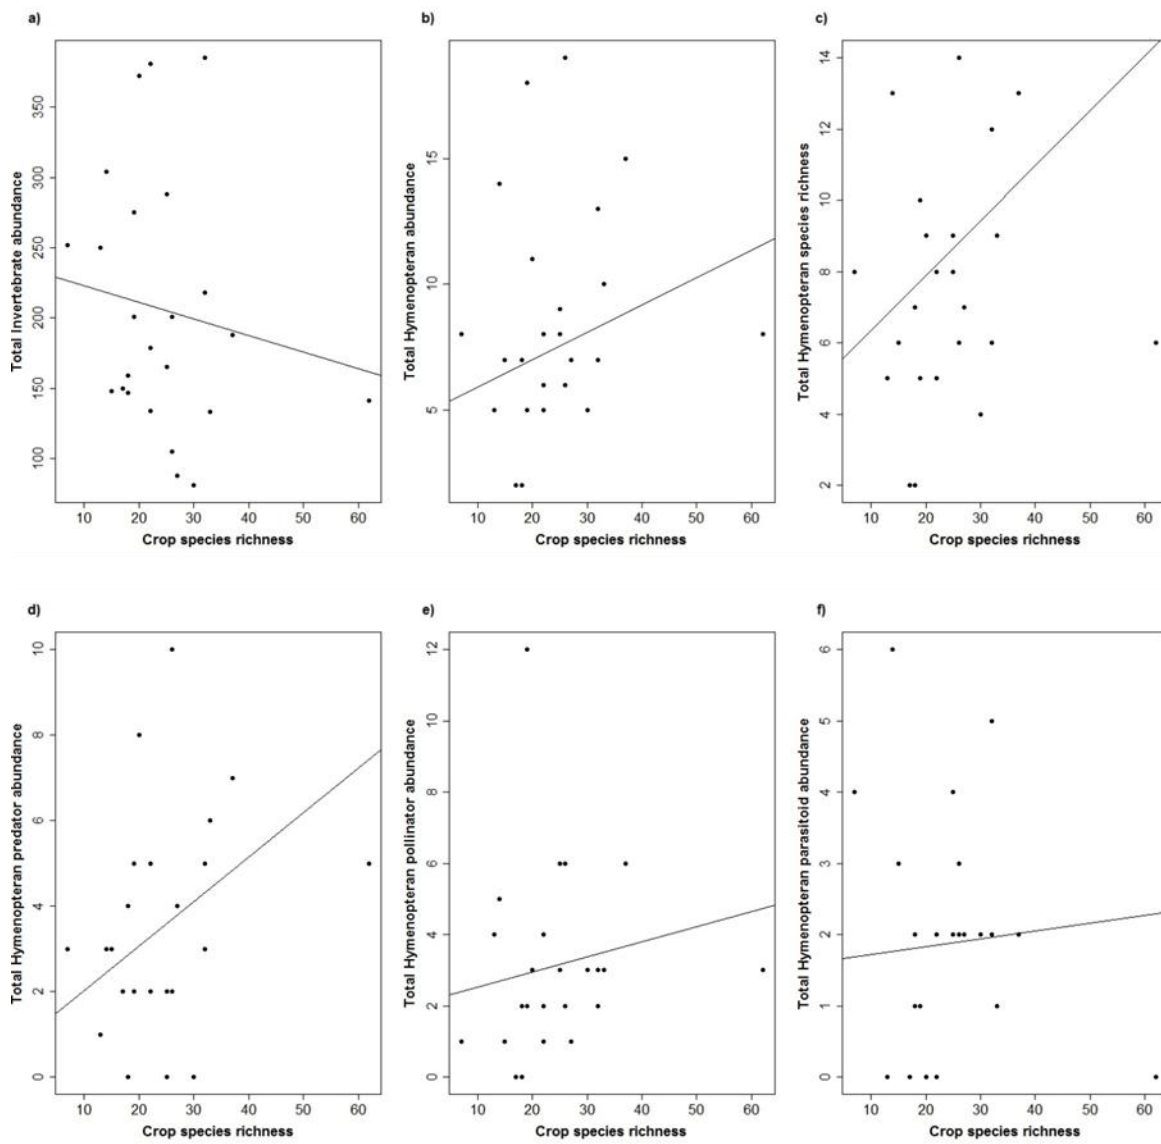 a)
Total Invertebrate abundance
350
300
250
200
150
100
10 20 30 40 50 60
Crop species richness
b)
Total Hymenopteran abundance
15
10
5
10 20 30 40 50 60
Crop species richness
c)
Total Hymenopteran species richness
14
12
10
8
6
4
2
10 20 30 40 50 60
Crop species richness
d)
Total Hymenopteran predator abundance
10
8
6
4
2
0
10 20 30 40 50 60
Crop species richness
e)
Total Hymenopteran pollinator abundance
12
10
8
6
4
2
0
10 20 30 40 50 60
Crop species richness
f)
Total Hymenopteran parasitoid abundance
6
5
4
3
2
1
0
10 20 30 40 50 60
Crop species richness